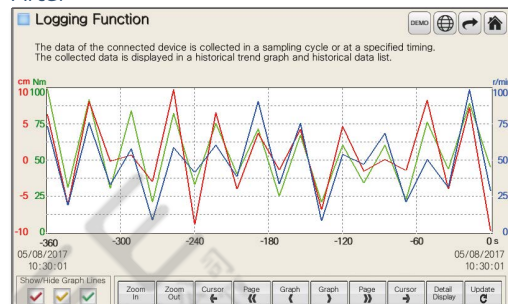 Logging Function
DEMO
The data of the connected device is collected in a sampling cycle or at a specified timing.
The collected data is displayed in a historical trend graph and historical data list.
cm Nm r/mi
10 100 100
5 75 75
0 50 50
-5 25 25
-10 0 0
-360 -300 -240 -180 -120 -60 0 s
05/08/2017 05/08/2017
10:30:01 10:30:01
Show/Hide Graph Lines
Zoom In
Zoom Out
Cursor
Page
Graph
Graph
Page
Cursor
Detail Display
Update